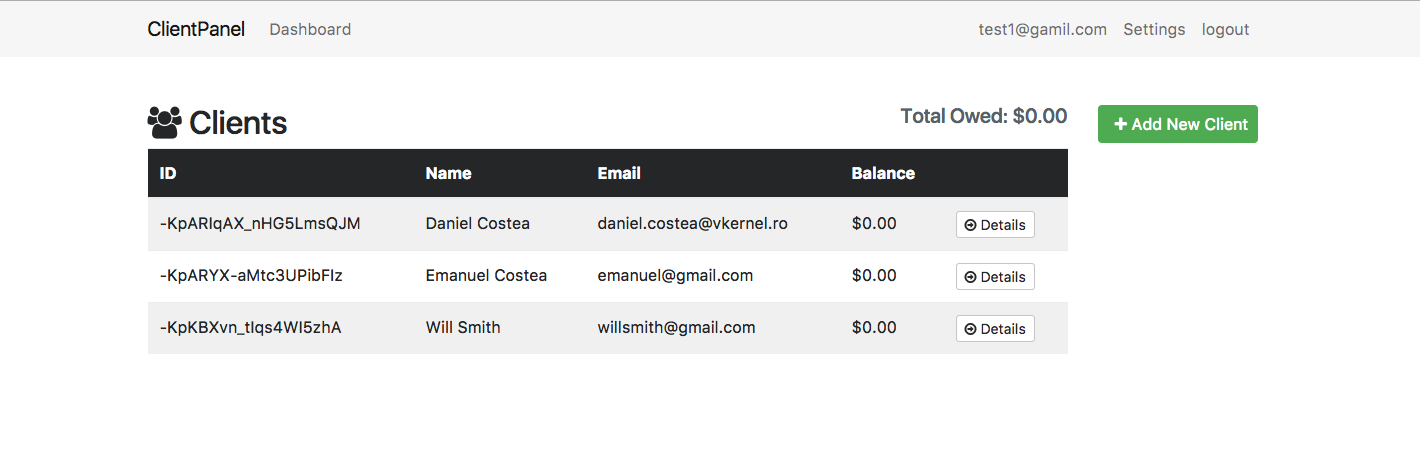 ClientPanel Dashboard test1@gamil.com Settings logout
Clients Total Owed: $0.00 Add New Client
ID Name Email Balance
-KpARIqAX_nHG5LmsQJM Daniel Costea daniel.costea@vkernel.ro $0.00 Details
-KpARYX-aMtc3UPibFIz Emanuel Costea emanuel@gmail.com $0.00 Details
-KpKBXvn_tIqs4WI5zhA Will Smith willsmith@gmail.com $0.00 Details